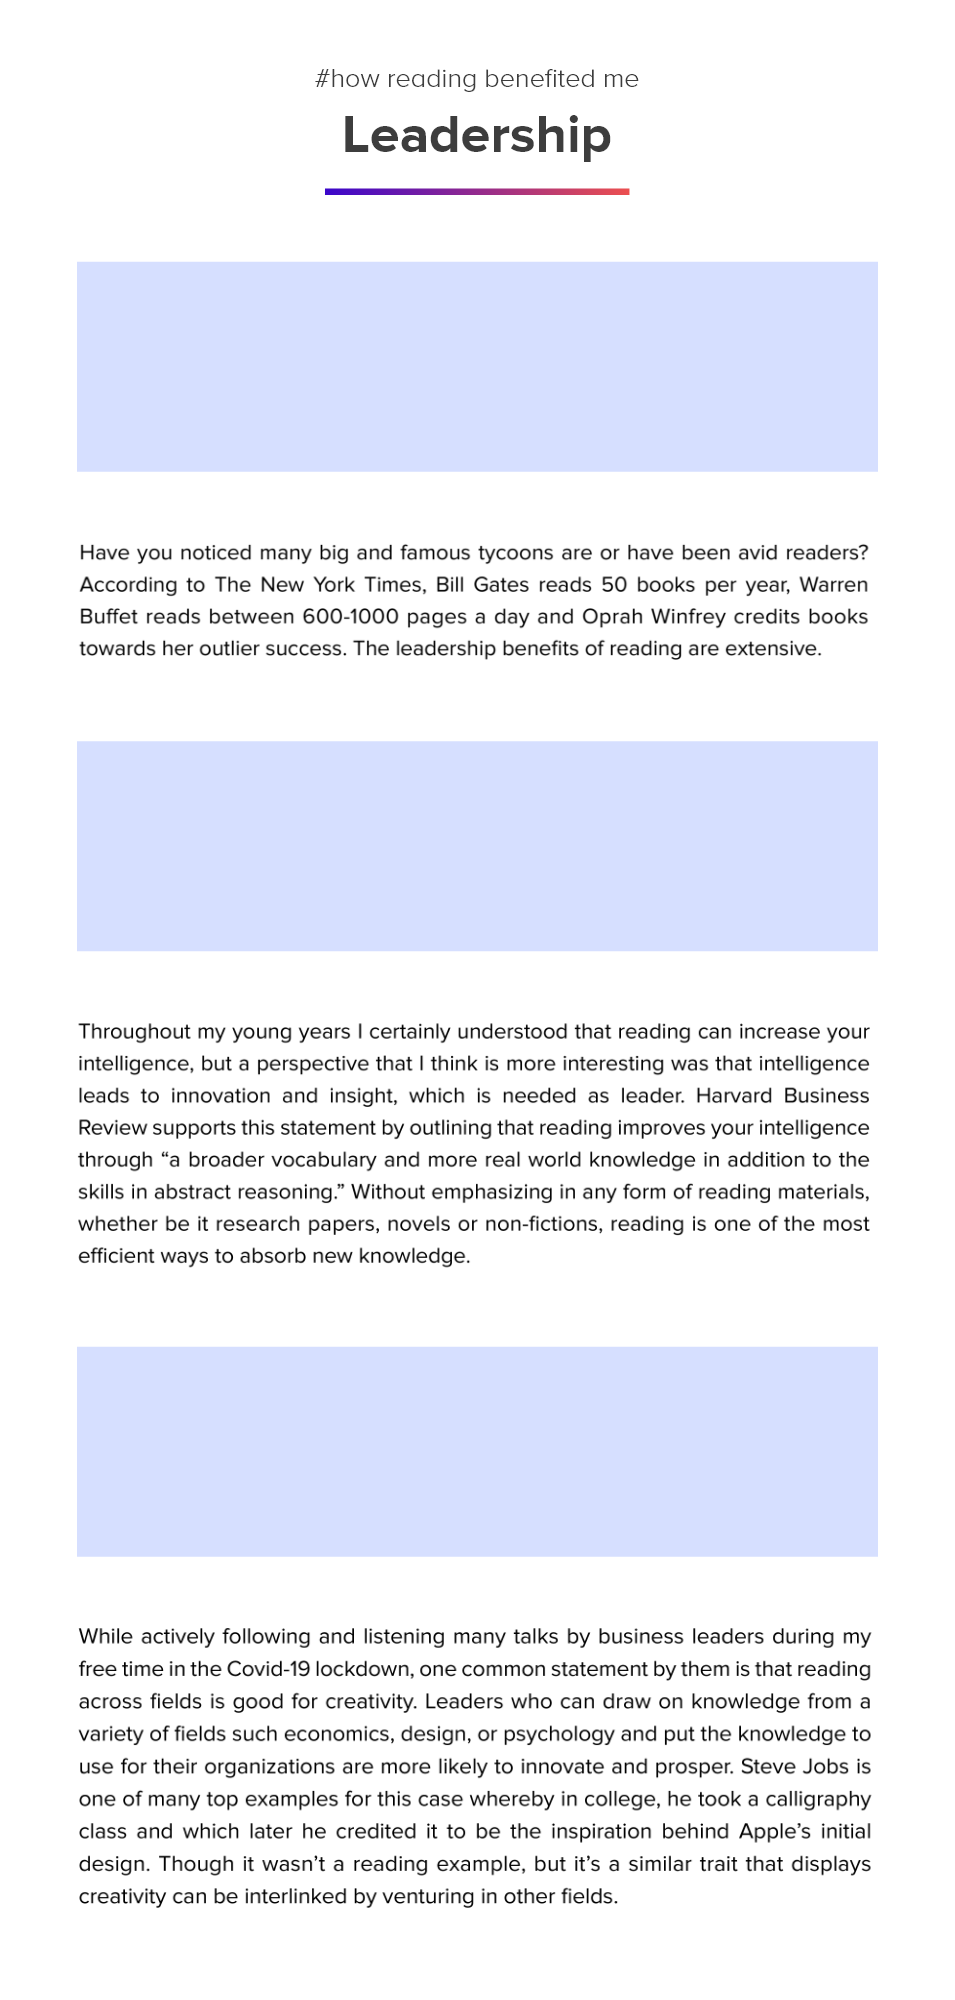 #how reading benefited me
Leadership
Have you noticed many big and famous tycoons are or have been avid readers?
According to The New York Times, Bill Gates reads 50 books per year, Warren
Buffet reads between 600-1000 pages a day and Oprah Winfrey credits books
towards her outlier success. The leadership benefits of reading are extensive.
Throughout my young years I certainly understood that reading can increase your
intelligence, but a perspective that I think is more interesting was that intelligence
leads to innovation and insight, which is needed as leader. Harvard Business
Review supports this statement by outlining that reading improves your intelligence
through “a broader vocabulary and more real world knowledge in addition to the
skills in abstract reasoning.” Without emphasizing in any form of reading materials,
whether be it research papers, novels or non-fictions, reading is one of the most
efficient ways to absorb new knowledge.
While actively following and listening many talks by business leaders during my
free time in the Covid-19 lockdown, one common statement by them is that reading
across fields is good for creativity. Leaders who can draw on knowledge from a
variety of fields such economics, design, or psychology and put the knowledge to
use for their organizations are more likely to innovate and prosper. Steve Jobs is
one of many top examples for this case whereby in college, he took a calligraphy
class and which later he credited it to be the inspiration behind Apple’s initial
design. Though it wasn’t a reading example, but it’s a similar trait that displays
creativity can be interlinked by venturing in other fields.